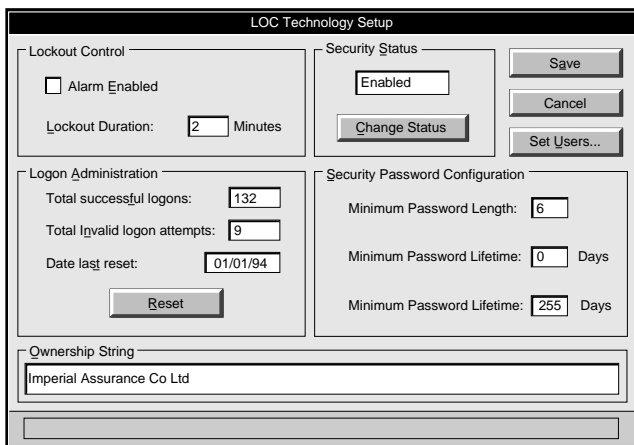 LOC Technology Setup
Lockout Control
Alarm Enabled
Lockout Duration: 2 Minutes
Security Status
Enabled
Change Status
Save
Cancel
Set Users...
Logon Administration
Total successful logons: 132
Total Invalid logon attempts: 9
Date last reset: 01/01/94
Reset
Security Password Configuration
Minimum Password Length: 6
Minimum Password Lifetime: 0 Days
Minimum Password Lifetime: 255 Days
Ownership String
Imperial Assurance Co Ltd